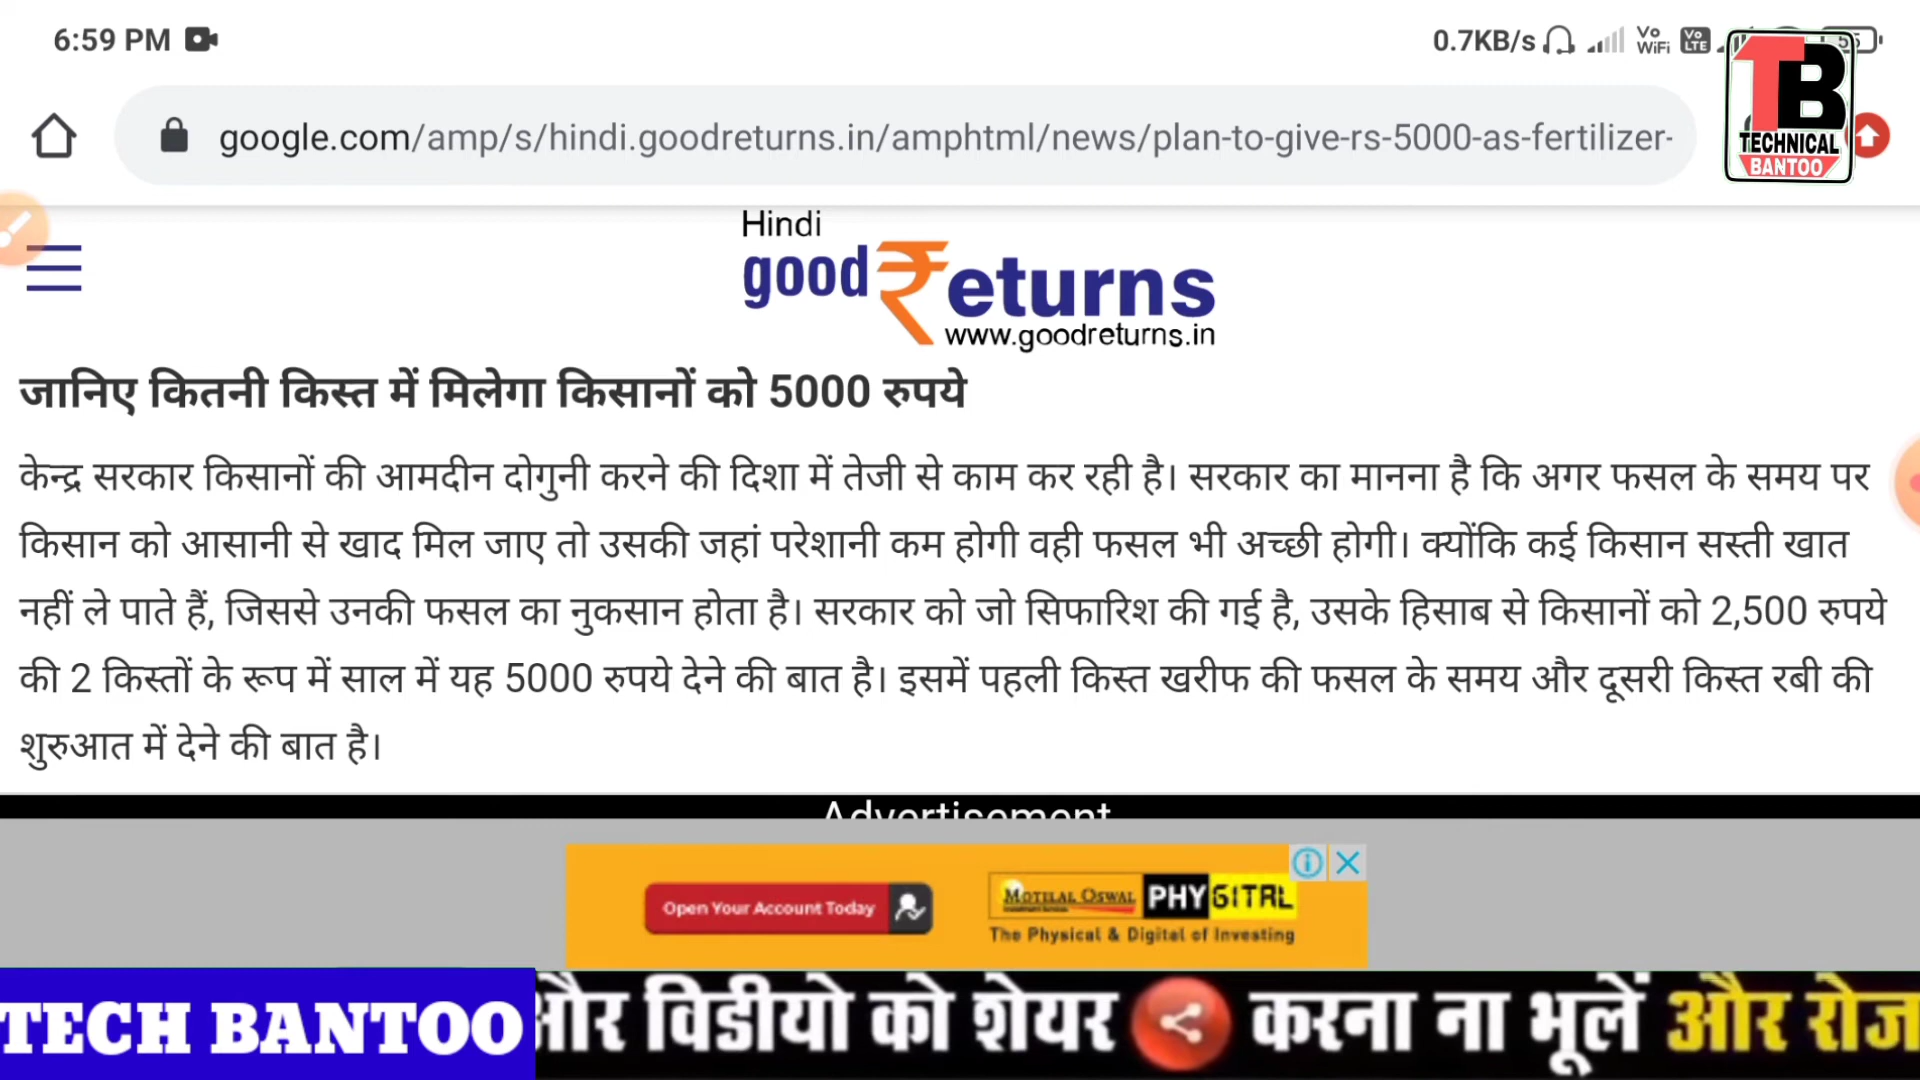 6:59 PM
0.7KB/s
Vo WiFi
Vo LTE
TB
TECHNICAL
BANTOO
google.com/amp/s/hindi.goodreturns.in/amphtml/news/plan-to-give-rs-5000-as-fertilizer-
Hindi
good₹eturns
www.goodreturns.in
जानिए कितनी किस्त में मिलेगा किसानों को 5000 रुपये
केन्द्र सरकार किसानों की आमदीन दोगुनी करने की दिशा में तेजी से काम कर रही है। सरकार का मानना है कि अगर फसल के समय पर
किसान को आसानी से खाद मिल जाए तो उसकी जहां परेशानी कम होगी वही फसल भी अच्छी होगी। क्योंकि कई किसान सस्ती खात
नहीं ले पाते हैं, जिससे उनकी फसल का नुकसान होता है। सरकार को जो सिफारिश की गई है, उसके हिसाब से किसानों को 2,500 रुपये
की 2 किस्तों के रूप में साल में यह 5000 रुपये देने की बात है। इसमें पहली किस्त खरीफ की फसल के समय और दूसरी किस्त रबी की
शुरुआत में देने की बात है।
Advertisement
Open Your Account Today
MOTILAL OSWAL PHYGITAL
The Physical & Digital of Investing
TECH BANTOO और विडीयो को शेयर करना ना भूलें और रोज